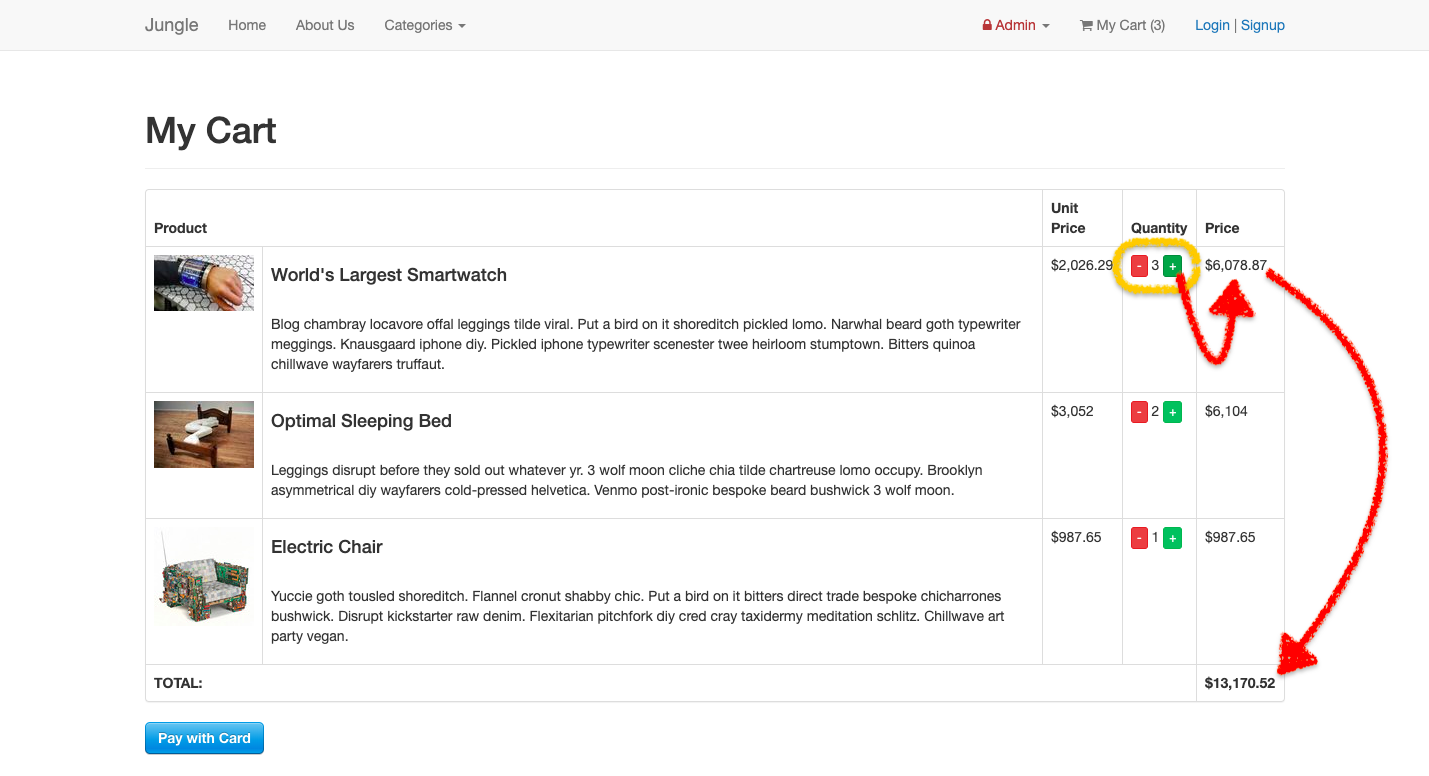 Jungle Home About Us Categories Admin My Cart (3) Login | Signup
My Cart
Product Unit Price Quantity Price
World's Largest Smartwatch $2,026.29 - 3 + $6,078.87
Blog chambray locavore offal leggings tilde viral. Put a bird on it shoreditch pickled lomo. Narwhal beard goth typewriter
meggings. Knausgaard iphone diy. Pickled iphone typewriter scenester twee heirloom stumptown. Bitters quinoa
chillwave wayfarers truffaut.
Optimal Sleeping Bed $3,052 - 2 + $6,104
Leggings disrupt before they sold out whatever yr. 3 wolf moon cliche chia tilde chartreuse lomo occupy. Brooklyn
asymmetrical diy wayfarers cold-pressed helvetica. Venmo post-ironic bespoke beard bushwick 3 wolf moon.
Electric Chair $987.65 - 1 + $987.65
Yuccie goth tousled shoreditch. Flannel cronut shabby chic. Put a bird on it bitters direct trade bespoke chicharrones
bushwick. Disrupt kickstarter raw denim. Flexitarian pitchfork diy cred cray taxidermy meditation schlitz. Chillwave art
party vegan.
TOTAL: $13,170.52
Pay with Card